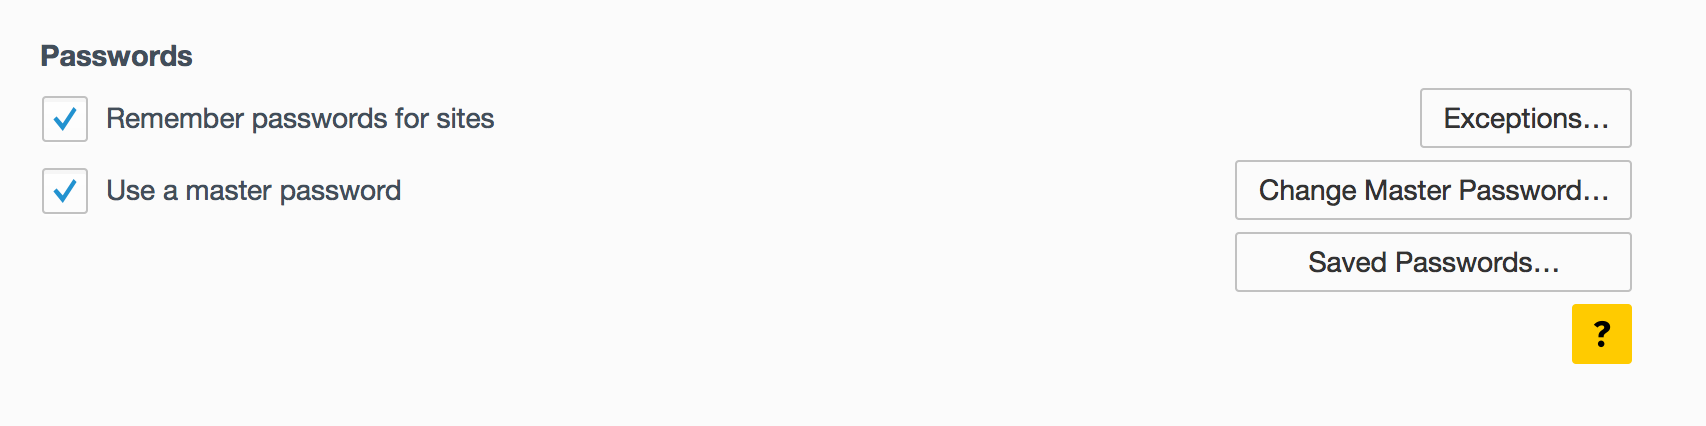 Passwords
Remember passwords for sites
Exceptions…
Use a master password
Change Master Password…
Saved Passwords…
?